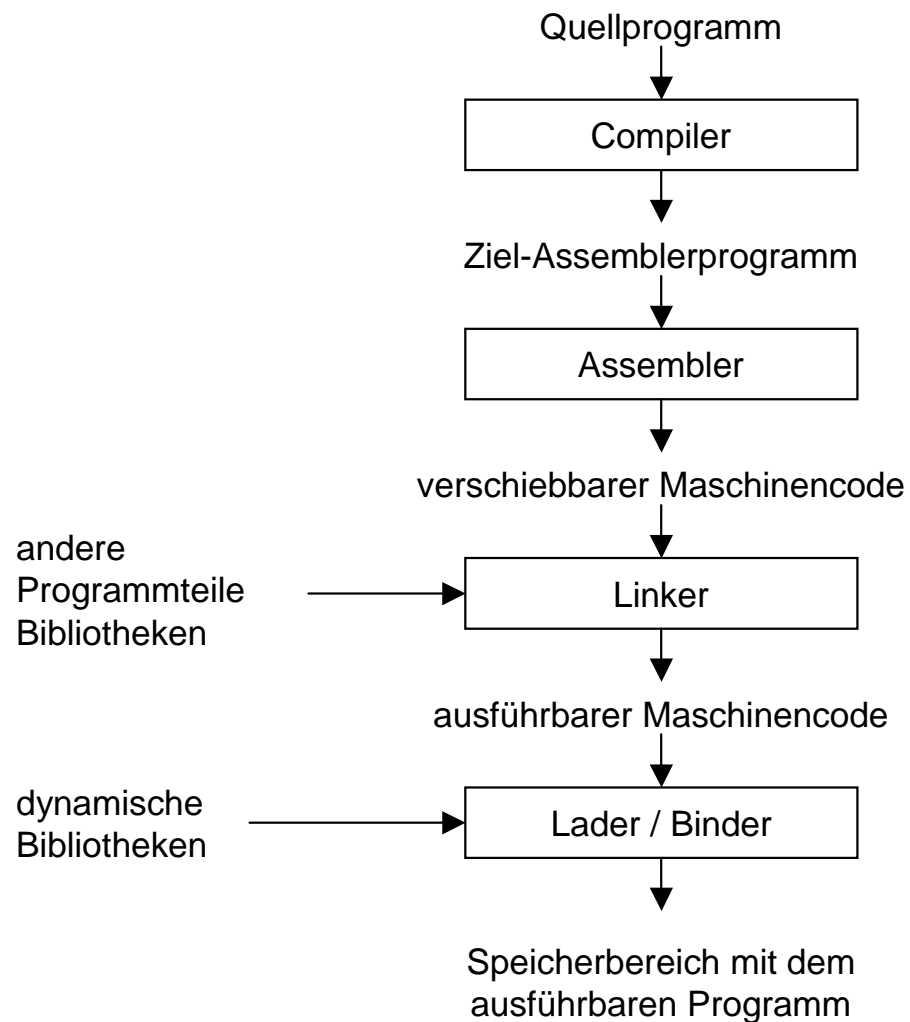 Quellprogramm
Compiler
Ziel-Assemblerprogramm
Assembler
verschiebbarer Maschinencode
andere
Programmteile
Bibliotheken
Linker
ausführbarer Maschinencode
dynamische
Bibliotheken
Lader / Binder
Speicherbereich mit dem
ausführbaren Programm